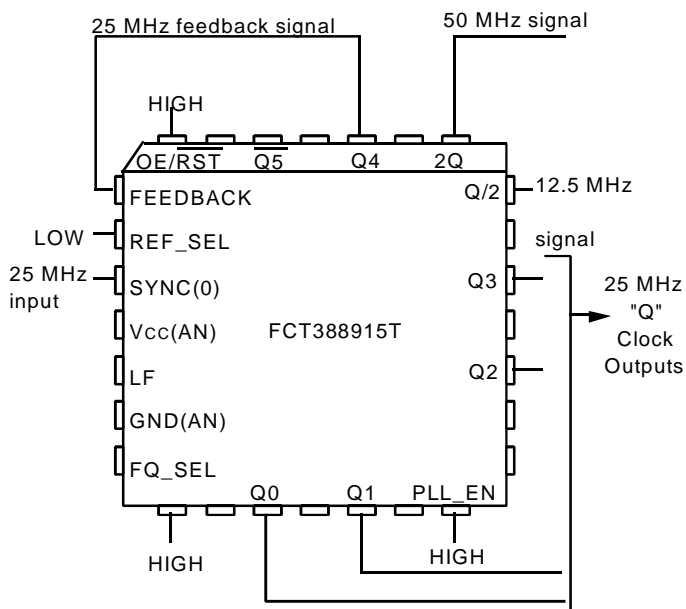 25 MHz feedback signal
50 MHz signal
HIGH
OE/RST
Q5
Q4
2Q
FEEDBACK
Q/2
12.5 MHz
LOW
REF_SEL
signal
25 MHz
input
SYNC(0)
Q3
25 MHz
"Q"
Clock
Outputs
VCC(AN)
FCT388915T
LF
Q2
GND(AN)
FQ_SEL
Q0
Q1
PLL_EN
HIGH
HIGH